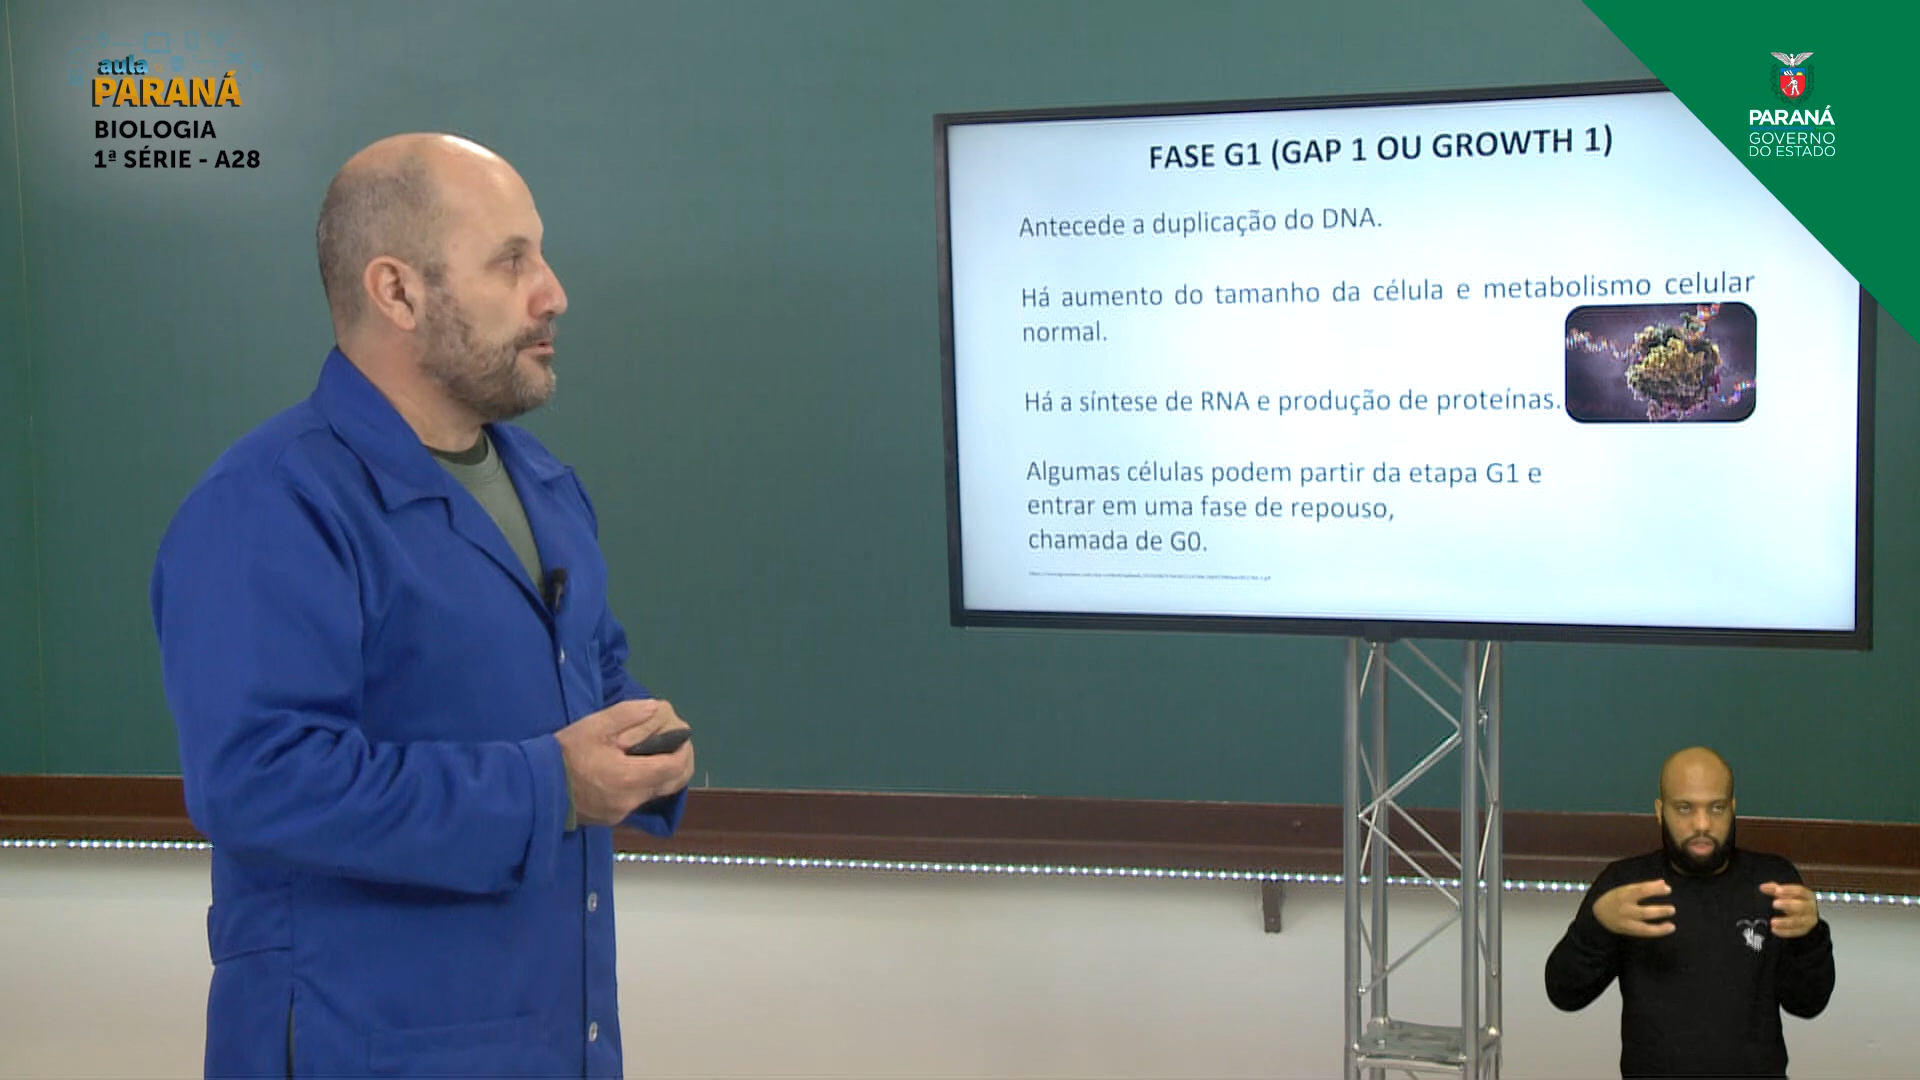 aula
PARANÁ
BIOLOGIA
1ª SÉRIE - A28
PARANÁ
GOVERNO
DO ESTADO
FASE G1 (GAP 1 OU GROWTH 1)
Antecede a duplicação do DNA.
Há aumento do tamanho da célula e metabolismo celular
normal.
Há a síntese de RNA e produção de proteínas.
Algumas células podem partir da etapa G1 e
entrar em uma fase de repouso,
chamada de G0.